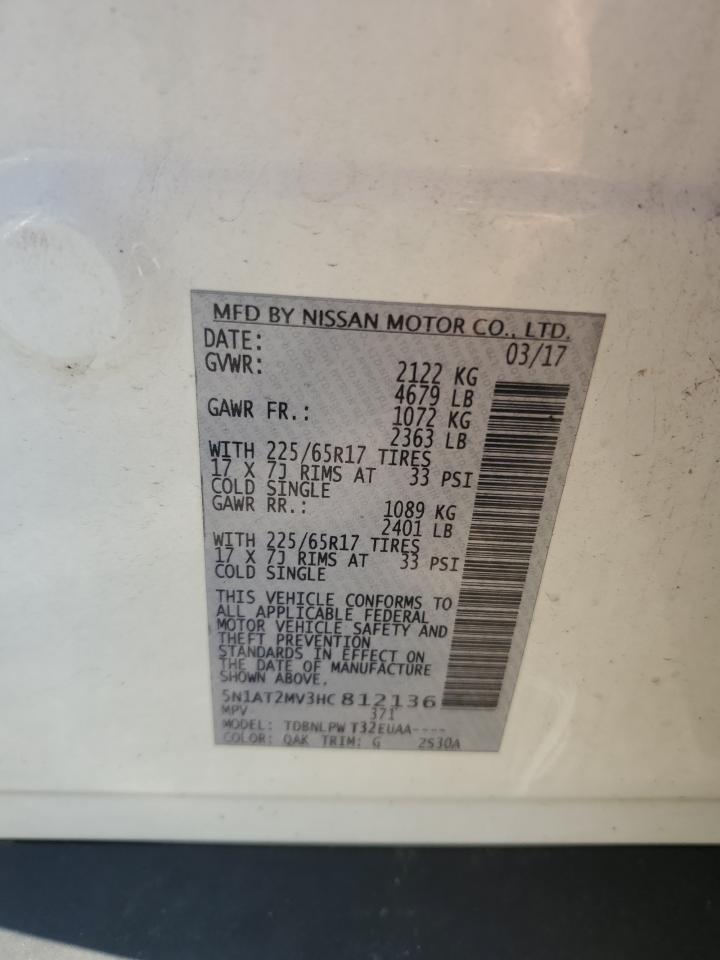 MFD BY NISSAN MOTOR CO., LTD.
DATE: 03/17
GVWR: 2122 KG
4679 LB
GAWR FR.: 1072 KG
2363 LB
WITH 225/65R17 TIRES
17 X 7J RIMS AT 33 PSI
COLD SINGLE
GAWR RR.: 1089 KG
2401 LB
WITH 225/65R17 TIRES
17 X 7J RIMS AT 33 PSI
COLD SINGLE
THIS VEHICLE CONFORMS TO
ALL APPLICABLE FEDERAL
MOTOR VEHICLE SAFETY AND
THEFT PREVENTION
STANDARDS IN EFFECT ON
THE DATE OF MANUFACTURE
SHOWN ABOVE.
5N1AT2MV3HC812136
MPV 371
MODEL: TDBNLPW T32EUAA----
COLOR: QAK TRIM: G 2S30A